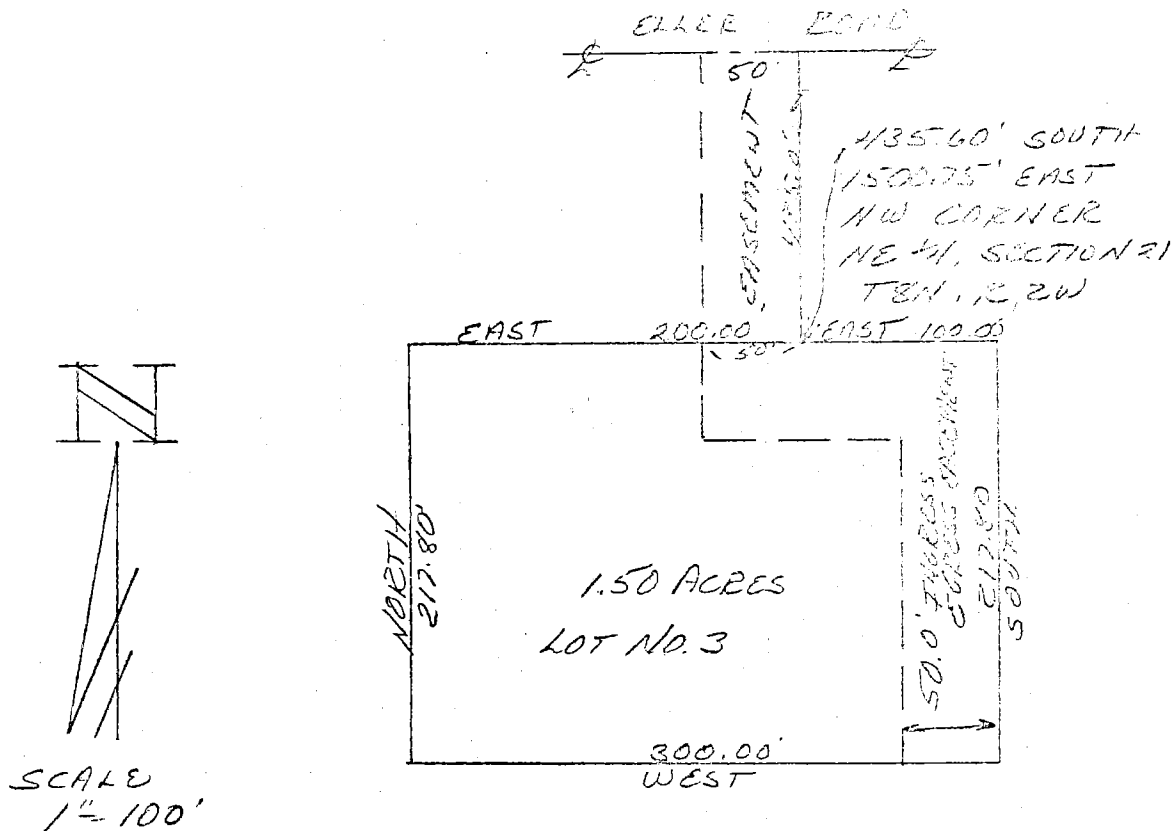 ELLER ROAD
50'
EASEMENT
435.60' SOUTH
1500.75' EAST
NW CORNER
NE 1/4, SECTION 21
T8N, R, 2W
EAST 200.00 EAST 100.00
50'
N
NORTH
217.80'
1.50 ACRES
LOT NO. 3
50.0' INGRESS
EGRESS EASEMENT
217.80
SOUTH
300.00'
WEST
SCALE
1"= 100'